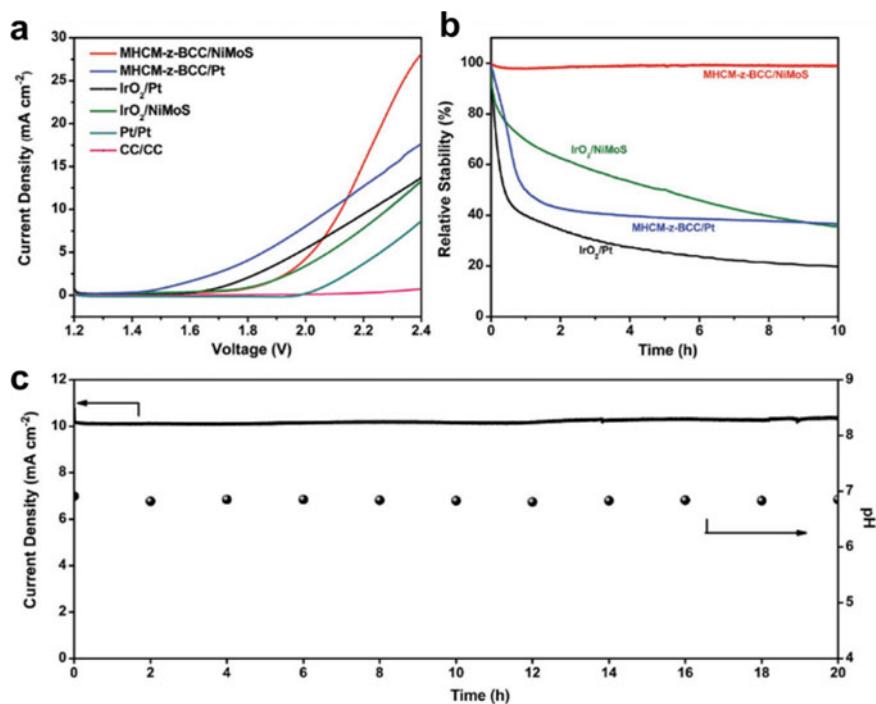 a
30
25
20
15
10
5
0
Current Density (mA cm⁻²)
MHCM-z-BCC/NiMoS
MHCM-z-BCC/Pt
IrO₂/Pt
IrO₂/NiMoS
Pt/Pt
CC/CC
1.2 1.4 1.6 1.8 2.0 2.2 2.4
Voltage (V)
b
100
80
60
40
20
0
Relative Stability (%)
MHCM-z-BCC/NiMoS
IrO₂/NiMoS
MHCM-z-BCC/Pt
IrO₂/Pt
0 2 4 6 8 10
Time (h)
c
12
10
8
6
4
2
0
Current Density (mA cm⁻²)
9
8
7
6
5
4
pH
0 2 4 6 8 10 12 14 16 18 20
Time (h)